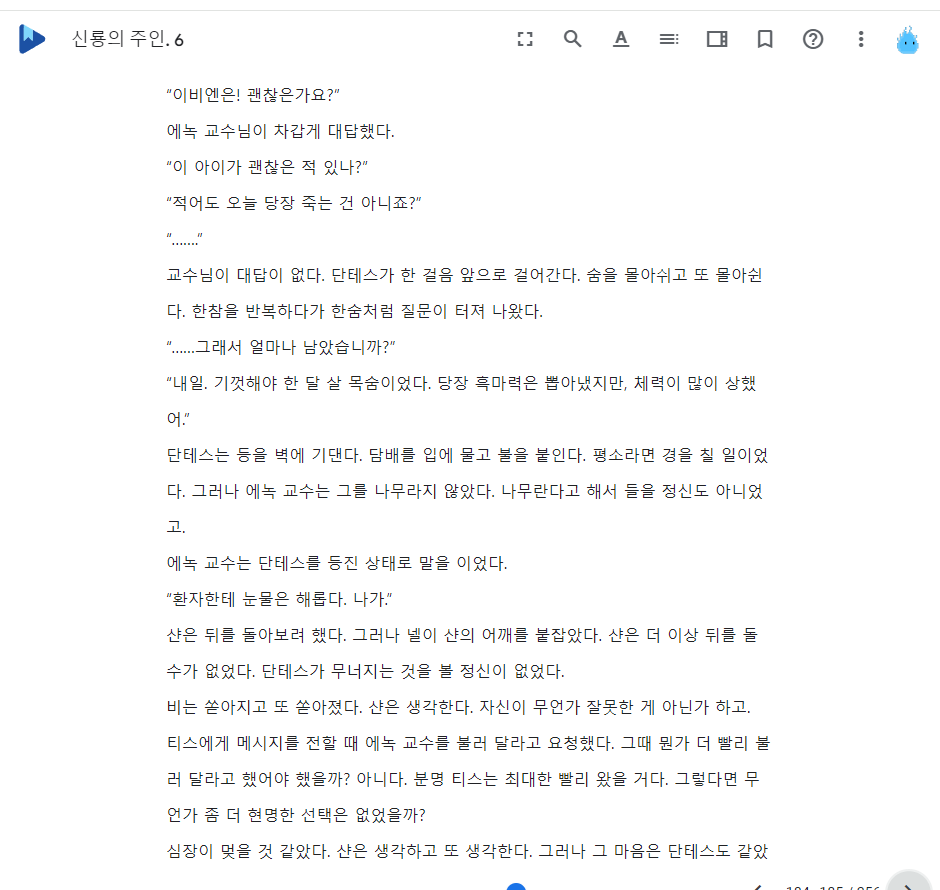 신룡의 주인. 6
“이비엔은! 괜찮은가요?”
에녹 교수님이 차갑게 대답했다.
“이 아이가 괜찮은 적 있나?”
“적어도 오늘 당장 죽는 건 아니죠?”
“.......”
교수님이 대답이 없다. 단테스가 한 걸음 앞으로 걸어간다. 숨을 몰아쉬고 또 몰아쉰
다. 한참을 반복하다가 한숨처럼 질문이 터져 나왔다.
“......그래서 얼마나 남았습니까?”
“내일. 기껏해야 한 달 살 목숨이었다. 당장 흑마력은 뽑아냈지만, 체력이 많이 상했
어.”
단테스는 등을 벽에 기댄다. 담배를 입에 물고 불을 붙인다. 평소라면 경을 칠 일이었
다. 그러나 에녹 교수는 그를 나무라지 않았다. 나무란다고 해서 들을 정신도 아니었
고.
에녹 교수는 단테스를 등진 상태로 말을 이었다.
“환자한테 눈물은 해롭다. 나가.”
샨은 뒤를 돌아보려 했다. 그러나 넬이 샨의 어깨를 붙잡았다. 샨은 더 이상 뒤를 돌
수가 없었다. 단테스가 무너지는 것을 볼 정신이 없었다.
비는 쏟아지고 또 쏟아졌다. 샨은 생각한다. 자신이 무언가 잘못한 게 아닌가 하고.
티스에게 메시지를 전할 때 에녹 교수를 불러 달라고 요청했다. 그때 뭔가 더 빨리 불
러 달라고 했어야 했을까? 아니다. 분명 티스는 최대한 빨리 왔을 거다. 그렇다면 무
언가 좀 더 현명한 선택은 없었을까?
심장이 멎을 것 같았다. 샨은 생각하고 또 생각한다. 그러나 그 마음은 단테스도 같았